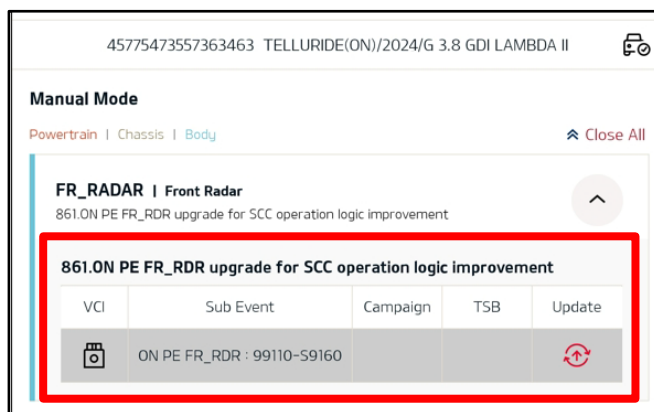 45775473557363463 TELLURIDE(ON)/2024/G 3.8 GDI LAMBDA II
Manual Mode
Powertrain | Chassis | Body
Close All
FR_RADAR | Front Radar
861.ON PE FR_RDR upgrade for SCC operation logic improvement
861.ON PE FR_RDR upgrade for SCC operation logic improvement
VCI Sub Event Campaign TSB Update
ON PE FR_RDR : 99110-S9160